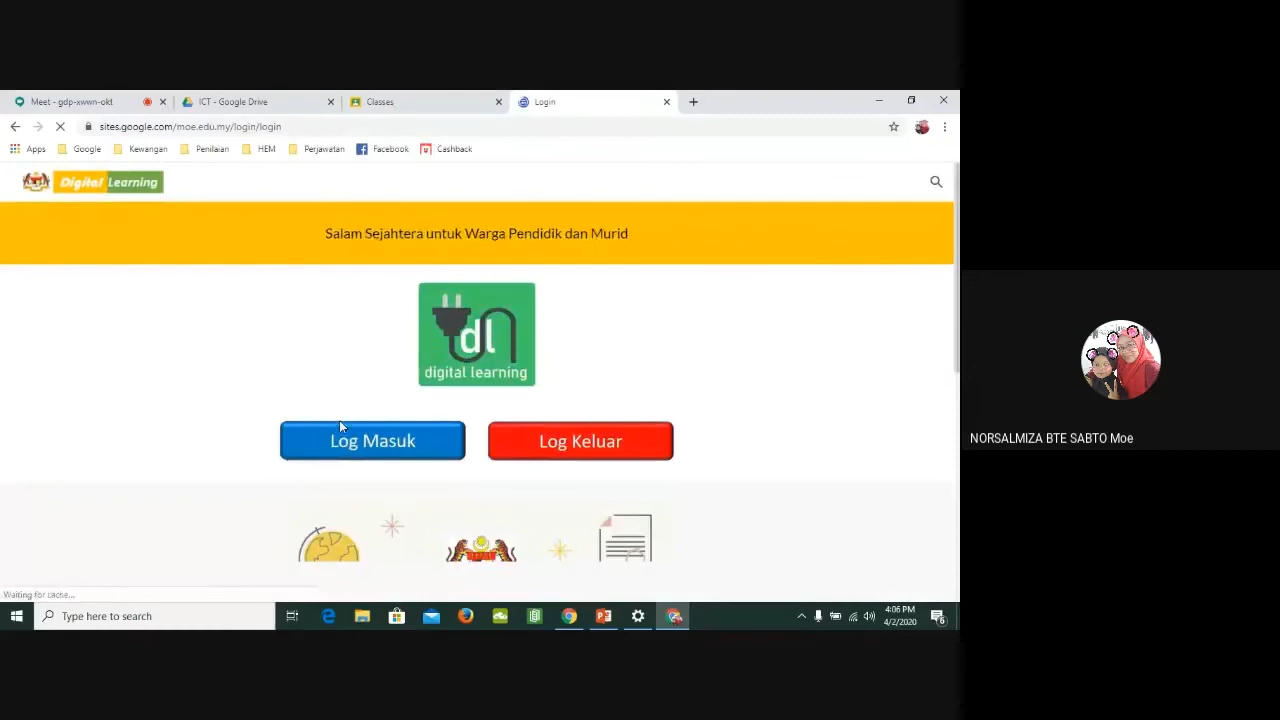 Meet - gdp-xwwn-okt
ICT - Google Drive
Classes
Login
sites.google.com/moe.edu.my/login/login
Apps
Google
Kewangan
Penilaian
HEM
Perjawatan
Facebook
Cashback
Digital Learning
Salam Sejahtera untuk Warga Pendidik dan Murid
dl
digital learning
Log Masuk
Log Keluar
NORSALMIZA BTE SABTO Moe
Waiting for cache...
Type here to search
4:06 PM
4/2/2020
6